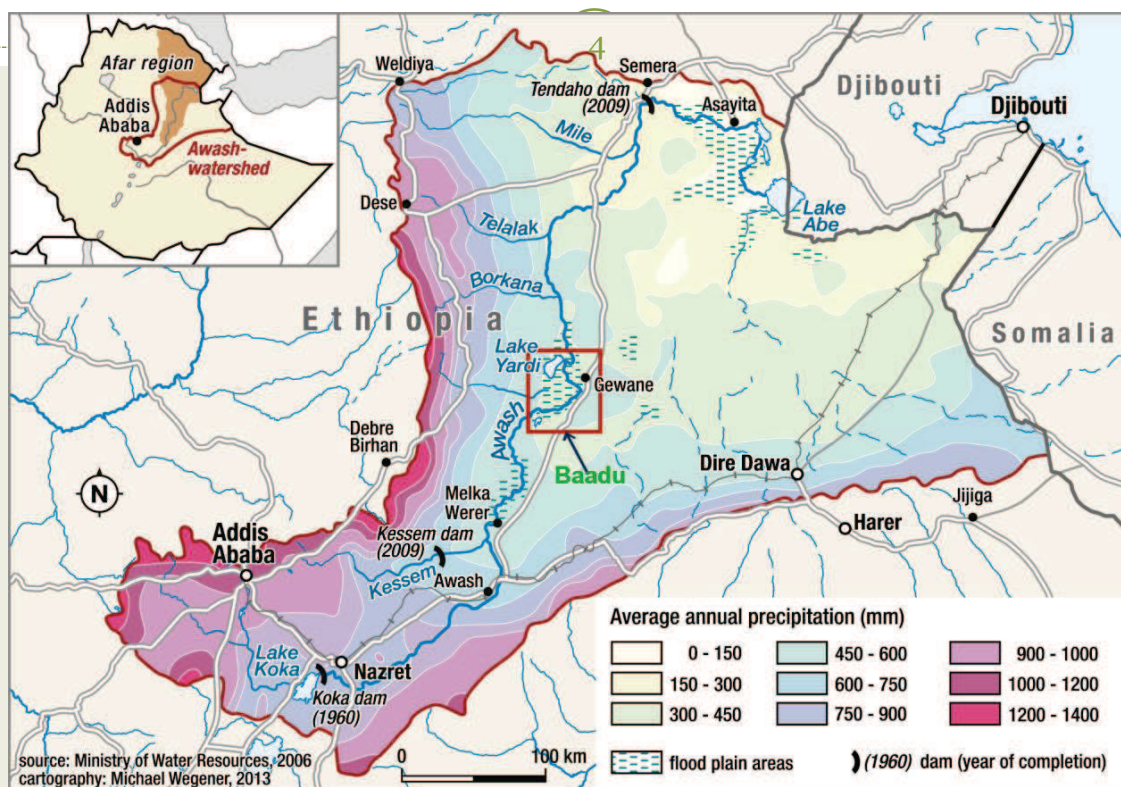 4
Afar region
Addis
Ababa
Awash-
watershed
Weldiya
Semera
Tendaho dam
(2009)
Asayita
Mile
Djibouti
Djibouti
Dese
Telalak
Lake
Abe
Borkana
Ethiopia
Somalia
Lake
Yardi
Gewane
Awash
Baadu
Debre
Birhan
Dire Dawa
Melka
Werer
Jijiga
Harer
Addis
Ababa
Kessem dam
(2009)
Kessem
Awash
N
Lake
Koka
Nazret
Koka dam
(1960)
Average annual precipitation (mm)
0 - 150
450 - 600
900 - 1000
150 - 300
600 - 750
1000 - 1200
300 - 450
750 - 900
1200 - 1400
flood plain areas
(1960) dam (year of completion)
0
100 km
source: Ministry of Water Resources, 2006
cartography: Michael Wegener, 2013